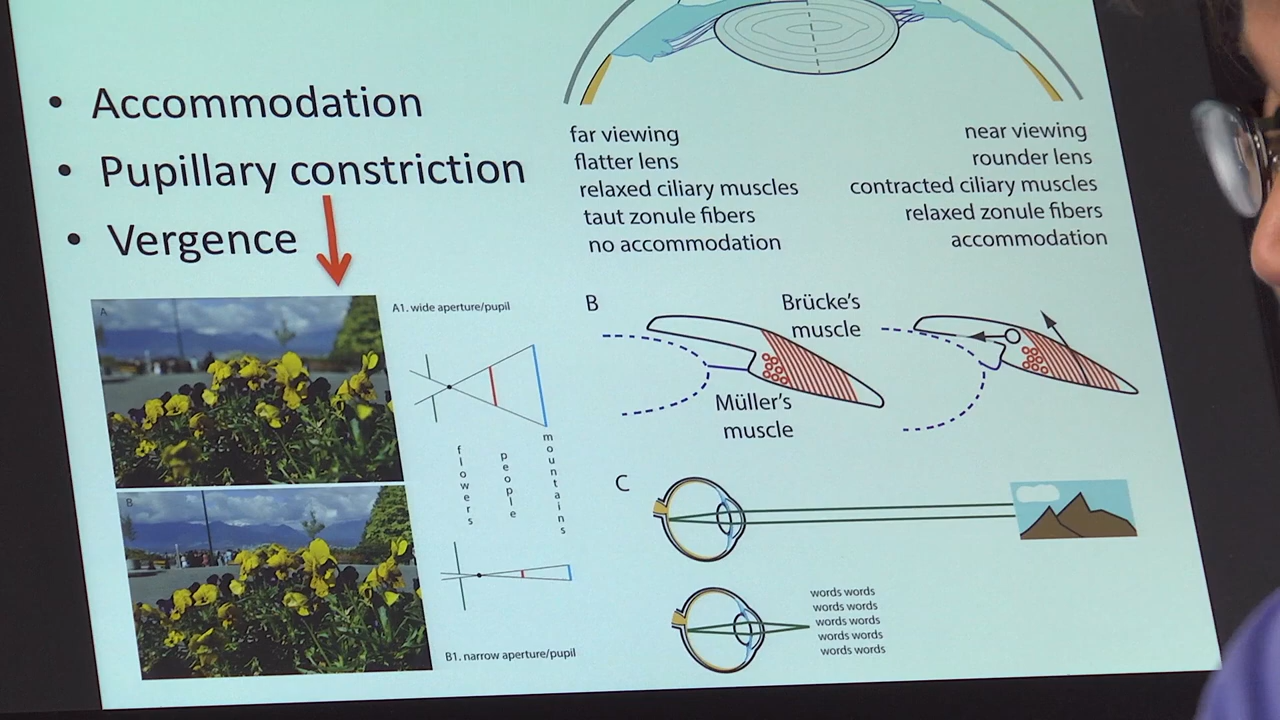 • Accommodation
• Pupillary constriction
• Vergence
far viewing
flatter lens
relaxed ciliary muscles
taut zonule fibers
no accommodation
near viewing
rounder lens
contracted ciliary muscles
relaxed zonule fibers
accommodation
A
A1. wide aperture/pupil
flowers
people
mountains
B
B1. narrow aperture/pupil
B
Brücke's
muscle
Müller's
muscle
C
words words
words words
words words
words words
words words